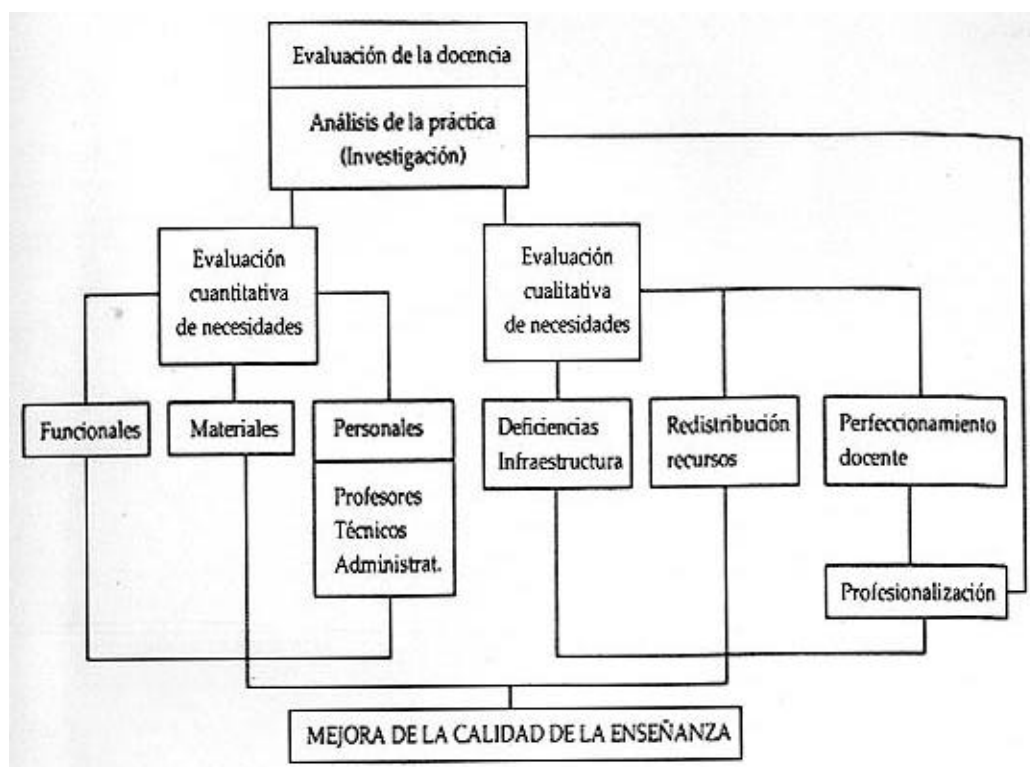 Evaluación de la docencia
Análisis de la práctica
(Investigación)
Evaluación
cuantitativa
de necesidades
Evaluación
cualitativa
de necesidades
Funcionales
Materiales
Personales
Profesores
Técnicos
Administrat.
Deficiencias
Infraestructura
Redistribución
recursos
Perfeccionamiento
docente
Profesionalización
MEJORA DE LA CALIDAD DE LA ENSEÑANZA